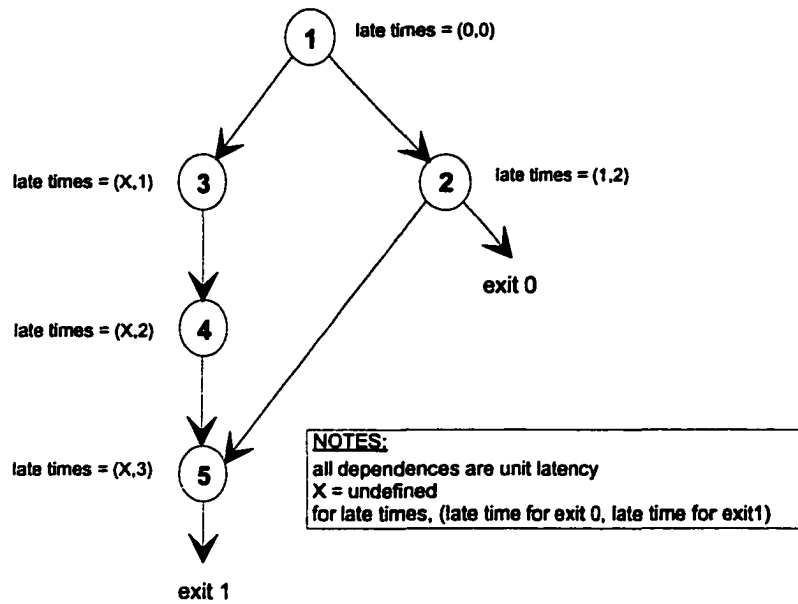 1
late times = (0,0)
late times = (X,1)
3
2
late times = (1,2)
exit 0
late times = (X,2)
4
late times = (X,3)
5
exit 1
NOTES:
all dependences are unit latency
X = undefined
for late times, (late time for exit 0, late time for exit1)